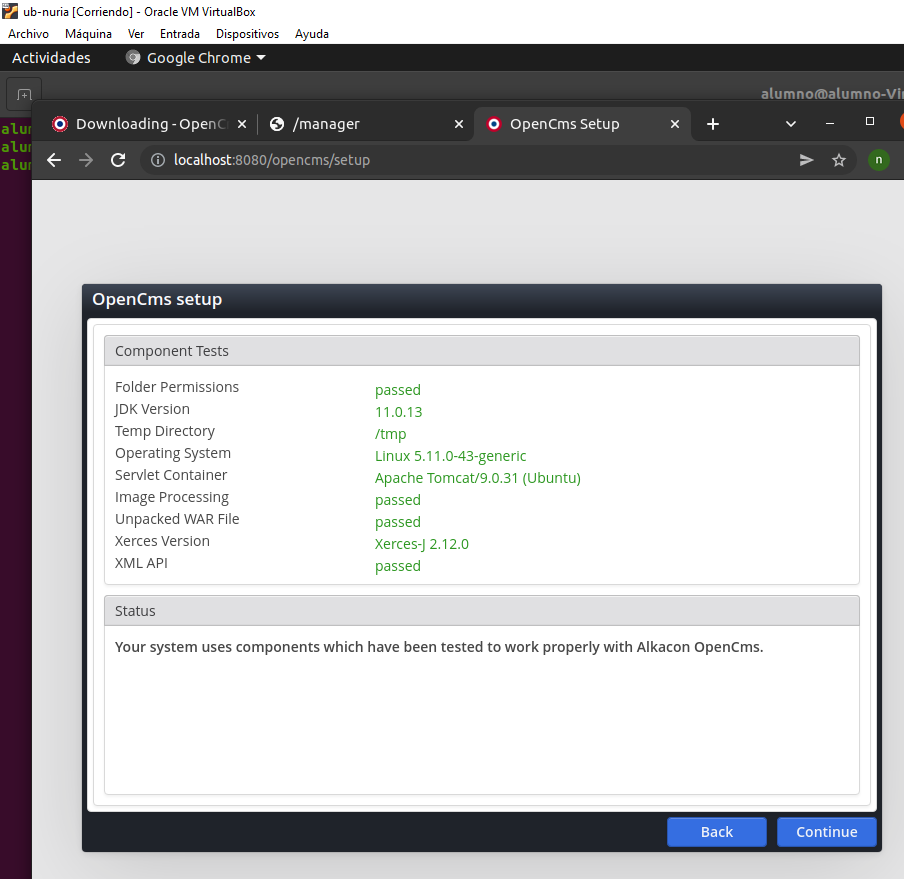 ub-nuria [Corriendo] - Oracle VM VirtualBox
Archivo Máquina Ver Entrada Dispositivos Ayuda
Actividades Google Chrome
alumno@alumno-Vi
alu
alu
alu
Downloading - OpenC /manager OpenCms Setup
localhost:8080/opencms/setup n
OpenCms setup
Component Tests
Folder Permissions passed
JDK Version 11.0.13
Temp Directory /tmp
Operating System Linux 5.11.0-43-generic
Servlet Container Apache Tomcat/9.0.31 (Ubuntu)
Image Processing passed
Unpacked WAR File passed
Xerces Version Xerces-J 2.12.0
XML API passed
Status
Your system uses components which have been tested to work properly with Alkacon OpenCms.
Back Continue